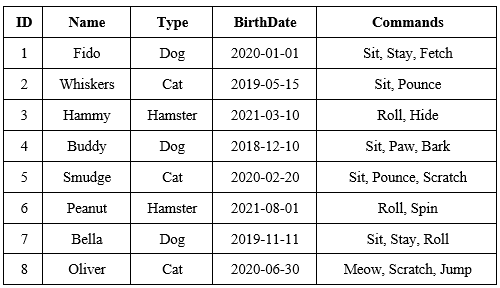 ID Name Type BirthDate Commands
1 Fido Dog 2020-01-01 Sit, Stay, Fetch
2 Whiskers Cat 2019-05-15 Sit, Pounce
3 Hammy Hamster 2021-03-10 Roll, Hide
4 Buddy Dog 2018-12-10 Sit, Paw, Bark
5 Smudge Cat 2020-02-20 Sit, Pounce, Scratch
6 Peanut Hamster 2021-08-01 Roll, Spin
7 Bella Dog 2019-11-11 Sit, Stay, Roll
8 Oliver Cat 2020-06-30 Meow, Scratch, Jump